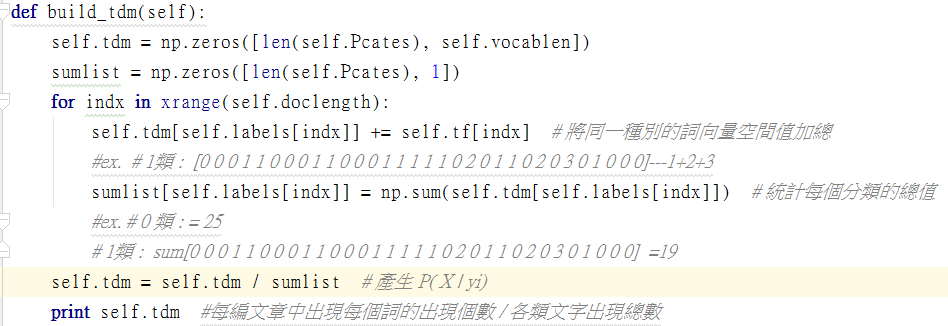 def build_tdm(self):
self.tdm = np.zeros([len(self.Pcates), self.vocablen])
sumlist = np.zeros([len(self.Pcates), 1])
for indx in xrange(self.doclength):
self.tdm[self.labels[indx]] += self.tf[indx] #將同一種別的詞向量空間值加總
#ex. #1類 : [0 0 0 1 1 0 0 0 1 1 0 0 0 1 1 1 1 1 0 2 0 1 1 0 2 0 3 0 1 0 0 0]---1+2+3
sumlist[self.labels[indx]] = np.sum(self.tdm[self.labels[indx]]) #統計每個分類的總值
#ex. # 0 類 : = 25
# 1類 : sum[0 0 0 1 1 0 0 0 1 1 0 0 0 1 1 1 1 1 0 2 0 1 1 0 2 0 3 0 1 0 0 0] =19
self.tdm = self.tdm / sumlist #產生 P( X | yi)
print self.tdm #每編文章中出現每個詞的出現個數 / 各類文字出現總數